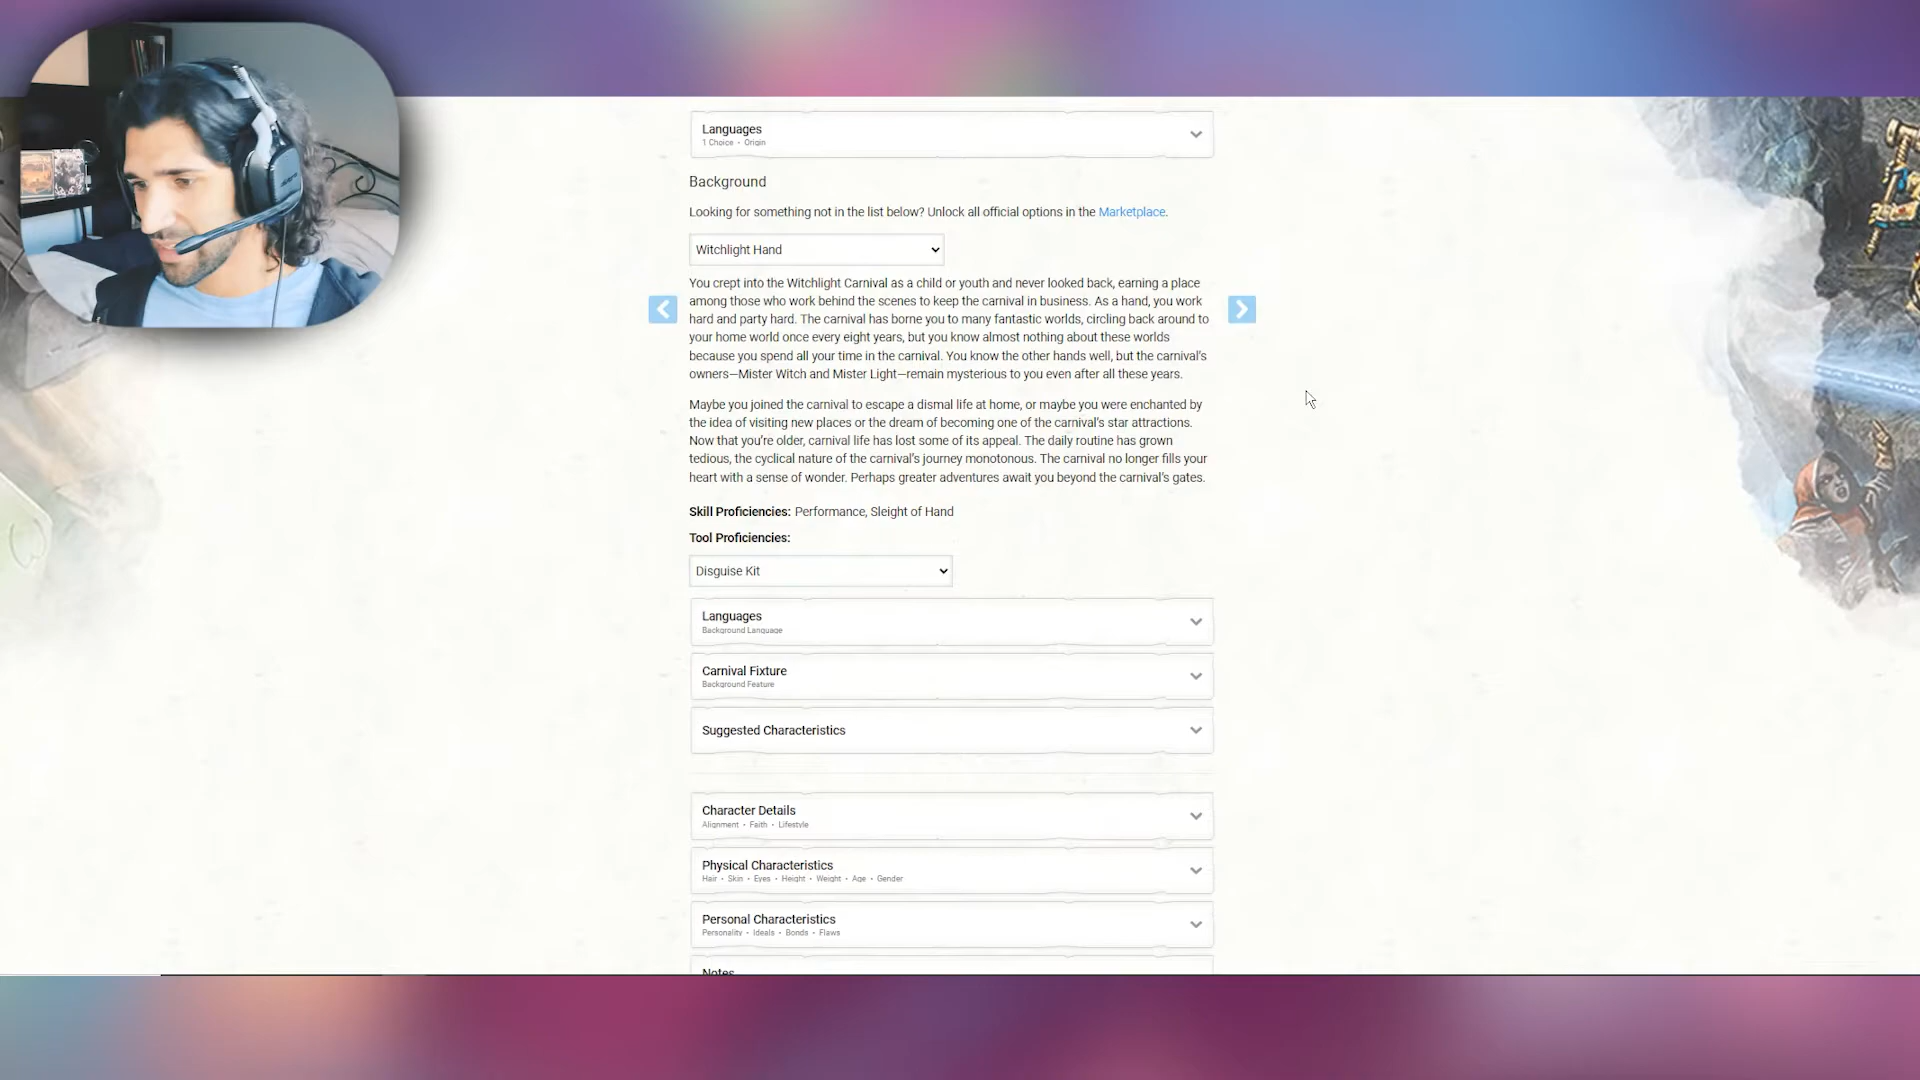 Languages
1 Choice • Origin
Background
Looking for something not in the list below? Unlock all official options in the Marketplace.
Witchlight Hand
You crept into the Witchlight Carnival as a child or youth and never looked back, earning a place
among those who work behind the scenes to keep the carnival in business. As a hand, you work
hard and party hard. The carnival has borne you to many fantastic worlds, circling back around to
your home world once every eight years, but you know almost nothing about these worlds
because you spend all your time in the carnival. You know the other hands well, but the carnival's
owners—Mister Witch and Mister Light—remain mysterious to you even after all these years.
Maybe you joined the carnival to escape a dismal life at home, or maybe you were enchanted by
the idea of visiting new places or the dream of becoming one of the carnival's star attractions.
Now that you're older, carnival life has lost some of its appeal. The daily routine has grown
tedious, the cyclical nature of the carnival's journey monotonous. The carnival no longer fills your
heart with a sense of wonder. Perhaps greater adventures await you beyond the carnival's gates.
Skill Proficiencies: Performance, Sleight of Hand
Tool Proficiencies:
Disguise Kit
Languages
Background Language
Carnival Fixture
Background Feature
Suggested Characteristics
Character Details
Alignment • Faith • Lifestyle
Physical Characteristics
Hair • Skin • Eyes • Height • Weight • Age • Gender
Personal Characteristics
Personality • Ideals • Bonds • Flaws
Notes